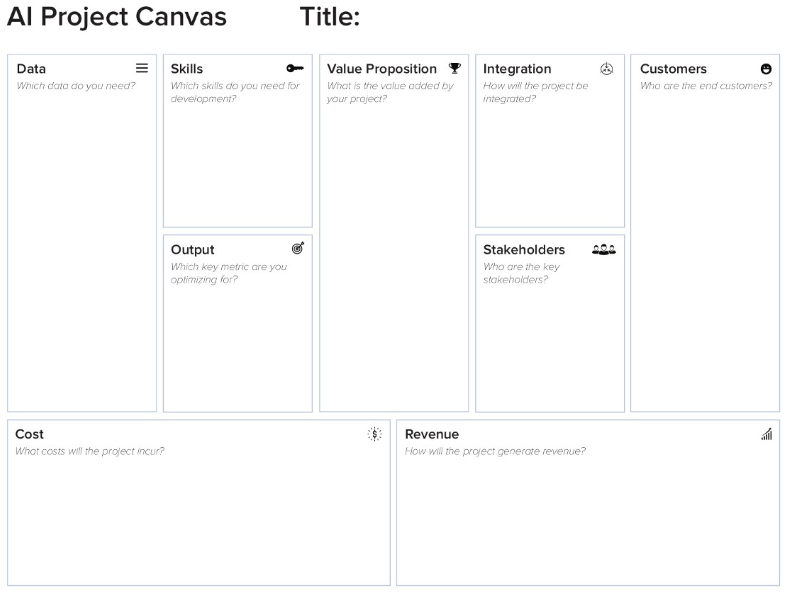 AI Project Canvas
Title:
Data
Which data do you need?
Skills
Which skills do you need for
development?
Output
Which key metric are you
optimizing for?
Value Proposition
What is the value added by
your project?
Integration
How will the project be
integrated?
Stakeholders
Who are the key
stakeholders?
Customers
Who are the end customers?
Cost
What costs will the project incur?
$
Revenue
How will the project generate revenue?